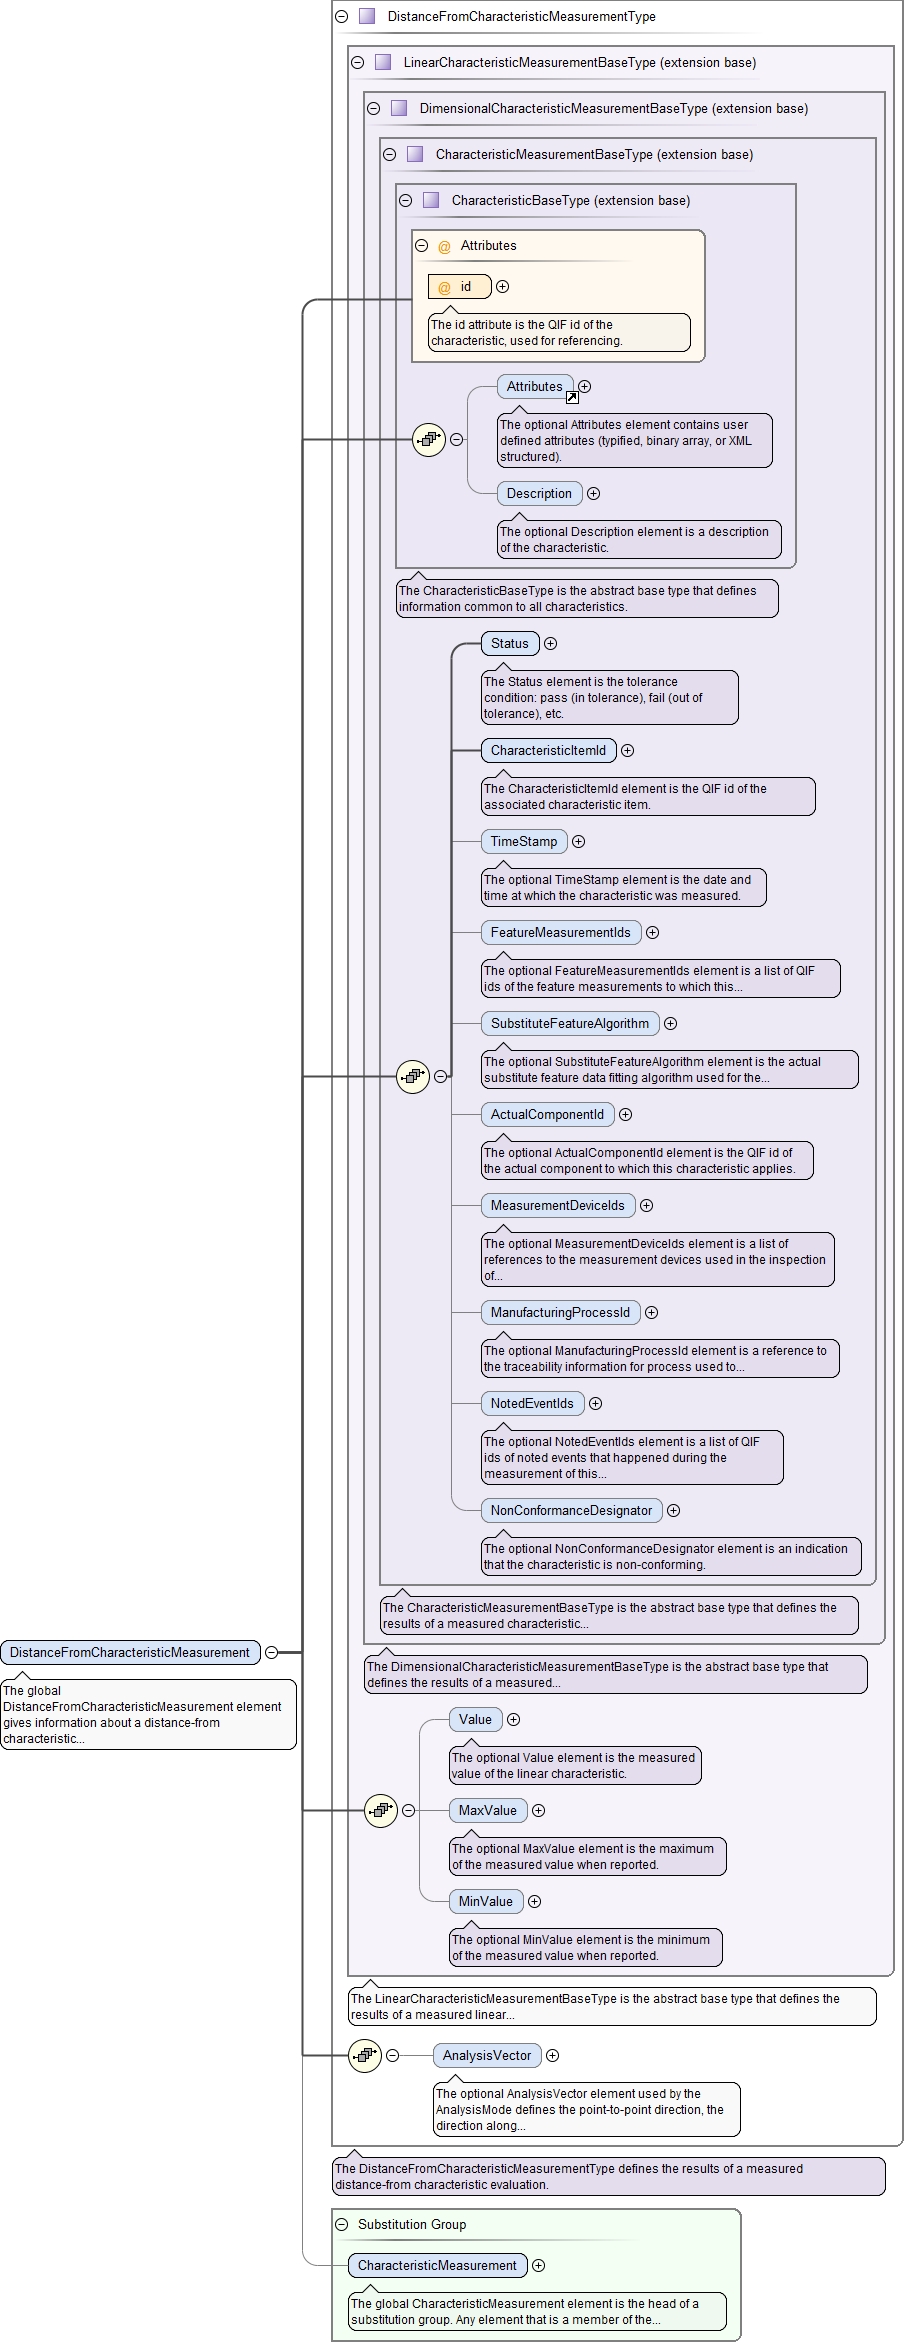 DistanceFromCharacteristicMeasurementType
LinearCharacteristicMeasurementBaseType (extension base)
DimensionalCharacteristicMeasurementBaseType (extension base)
CharacteristicMeasurementBaseType (extension base)
CharacteristicBaseType (extension base)
@ Attributes
@ id
The id attribute is the QIF id of the
characteristic, used for referencing.
Attributes
The optional Attributes element contains user
defined attributes (typified, binary array, or XML
structured).
Description
The optional Description element is a description
of the characteristic.
The CharacteristicBaseType is the abstract base type that defines
information common to all characteristics.
Status
The Status element is the tolerance
condition: pass (in tolerance), fail (out of
tolerance), etc.
CharacteristicItemId
The CharacteristicItemId element is the QIF id of the
associated characteristic item.
TimeStamp
The optional TimeStamp element is the date and
time at which the characteristic was measured.
FeatureMeasurementIds
The optional FeatureMeasurementIds element is a list of QIF
ids of the feature measurements to which this...
SubstituteFeatureAlgorithm
The optional SubstituteFeatureAlgorithm element is the actual
substitute feature data fitting algorithm used for the...
ActualComponentId
The optional ActualComponentId element is the QIF id of
the actual component to which this characteristic applies.
MeasurementDeviceIds
The optional MeasurementDeviceIds element is a list of
references to the measurement devices used in the inspection
of...
ManufacturingProcessId
The optional ManufacturingProcessId element is a reference to
the traceability information for process used to...
NotedEventIds
The optional NotedEventIds element is a list of QIF
ids of noted events that happened during the
measurement of this...
NonConformanceDesignator
The optional NonConformanceDesignator element is an indication
that the characteristic is non-conforming.
The CharacteristicMeasurementBaseType is the abstract base type that defines the
results of a measured characteristic...
DistanceFromCharacteristicMeasurement
The global
DistanceFromCharacteristicMeasurement element
gives information about a distance-from
characteristic...
The DimensionalCharacteristicMeasurementBaseType is the abstract base type that
defines the results of a measured...
Value
The optional Value element is the measured
value of the linear characteristic.
MaxValue
The optional MaxValue element is the maximum
of the measured value when reported.
MinValue
The optional MinValue element is the minimum
of the measured value when reported.
The LinearCharacteristicMeasurementBaseType is the abstract base type that defines the
results of a measured linear...
AnalysisVector
The optional AnalysisVector element used by the
AnalysisMode defines the point-to-point direction, the
direction along...
The DistanceFromCharacteristicMeasurementType defines the results of a measured
distance-from characteristic evaluation.
Substitution Group
CharacteristicMeasurement
The global CharacteristicMeasurement element is the head of a
substitution group. Any element that is a member of the...